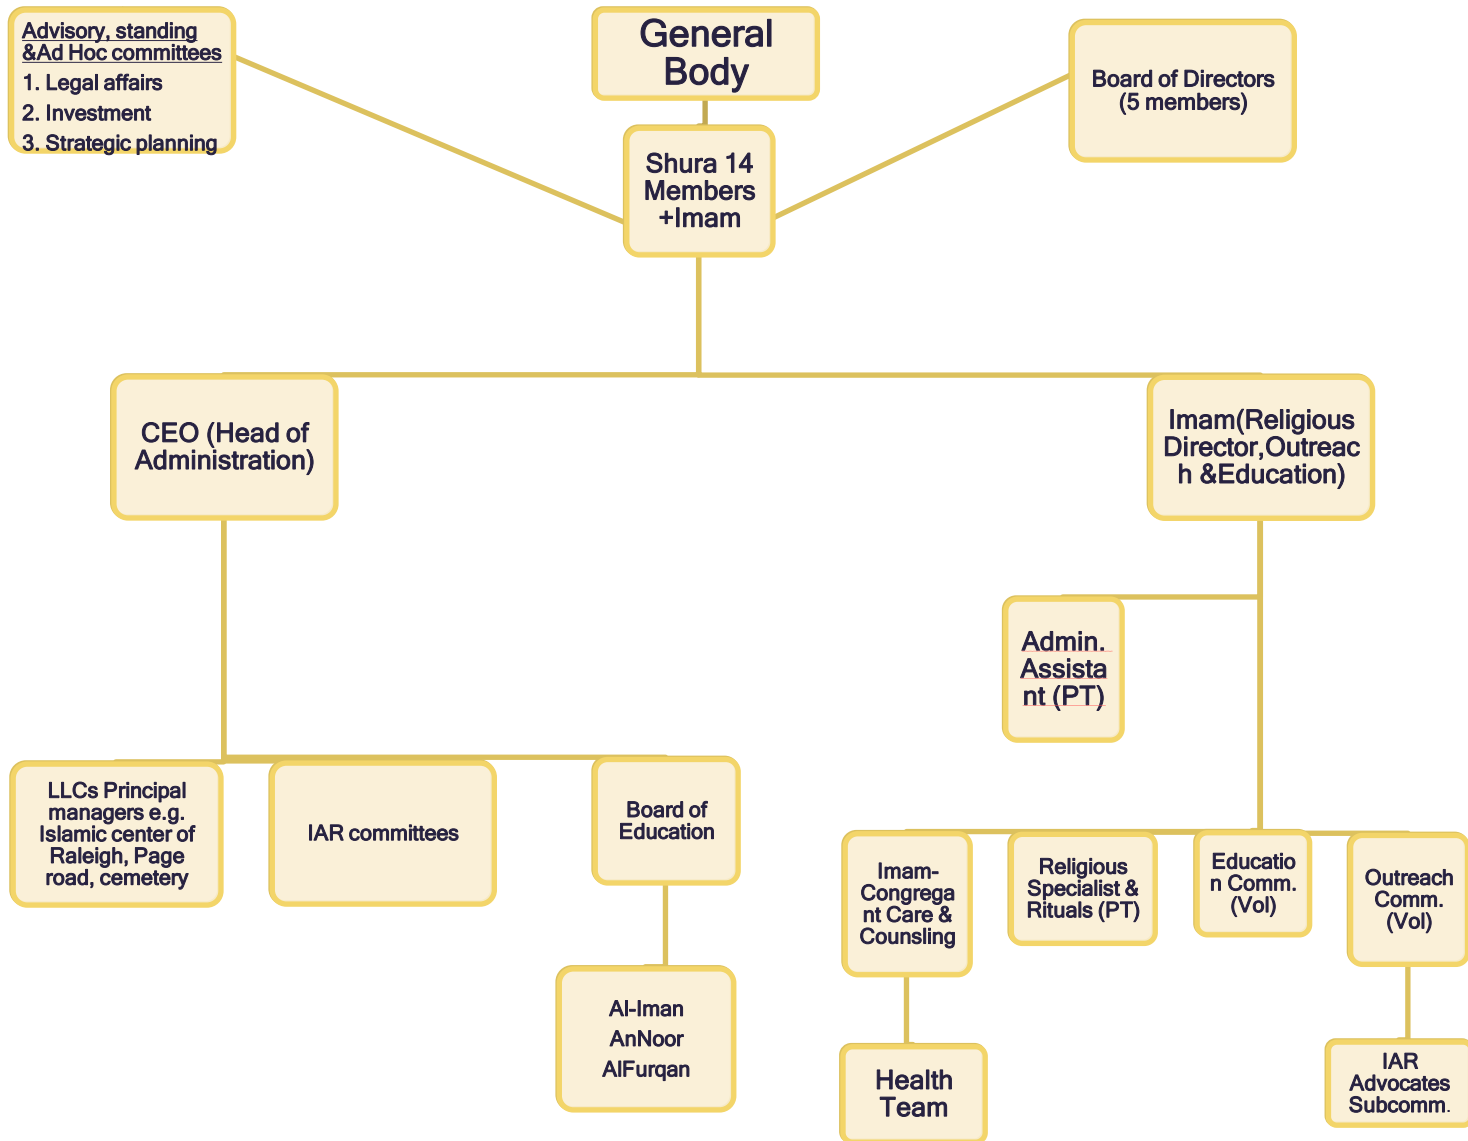 Advisory, standing
&Ad Hoc committees
1. Legal affairs
2. Investment
3. Strategic planning
General
Body
Board of Directors
(5 members)
Shura 14
Members
+Imam
CEO (Head of
Administration)
Imam(Religious
Director,Outreac
h &Education)
Admin.
Assista
nt (PT)
LLCs Principal
managers e.g.
Islamic center of
Raleigh, Page
road, cemetery
IAR committees
Board of
Education
Imam-
Congrega
nt Care &
Counsling
Religious
Specialist &
Rituals (PT)
Educatio
n Comm.
(Vol)
Outreach
Comm.
(Vol)
Al-Iman
AnNoor
AlFurqan
Health
Team
IAR
Advocates
Subcomm.